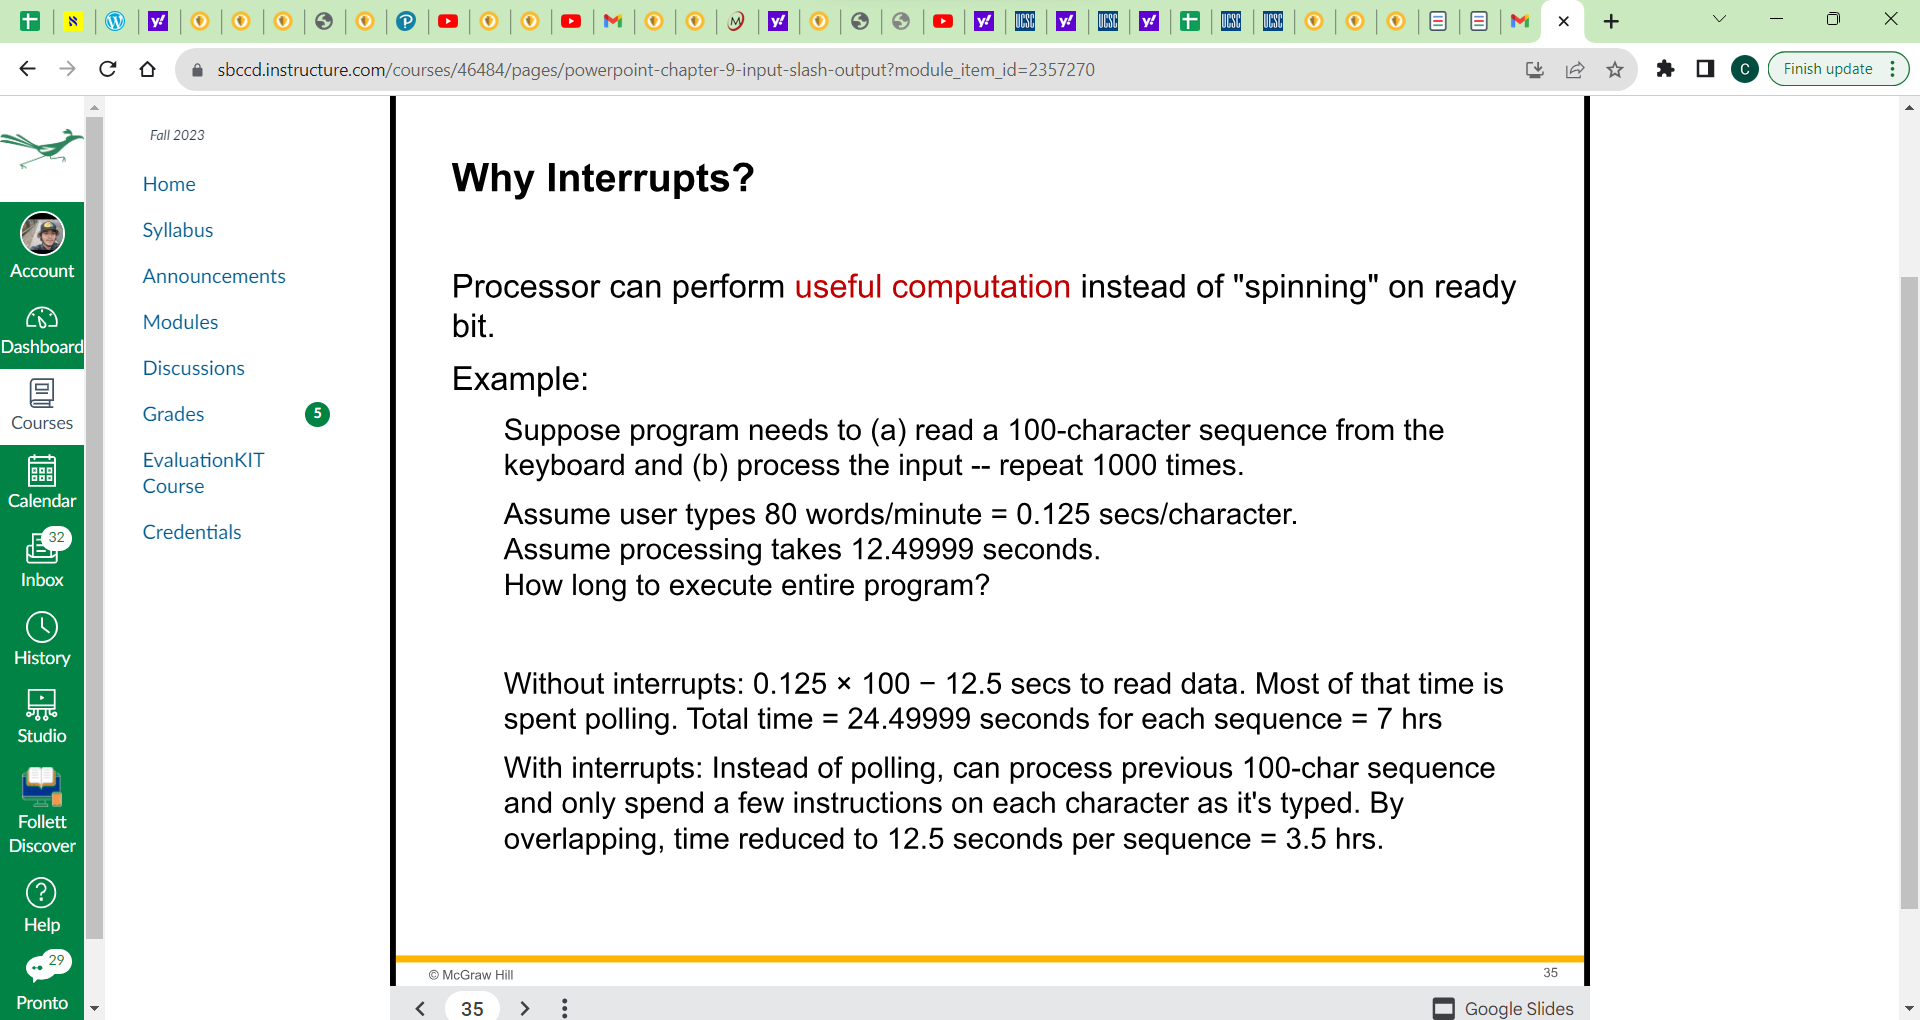 sbccd.instructure.com/courses/46484/pages/powerpoint-chapter-9-input-slash-output?module_item_id=2357270
C
Finish update
Fall 2023
Home
Syllabus
Announcements
Modules
Discussions
Grades 5
EvaluationKIT
Course
Credentials
Account
Dashboard
Courses
Calendar
32
Inbox
History
Studio
Follett
Discover
Help
29
Pronto
Why Interrupts?
Processor can perform useful computation instead of "spinning" on ready
bit.
Example:
Suppose program needs to (a) read a 100-character sequence from the
keyboard and (b) process the input -- repeat 1000 times.
Assume user types 80 words/minute = 0.125 secs/character.
Assume processing takes 12.49999 seconds.
How long to execute entire program?
Without interrupts: 0.125 × 100 − 12.5 secs to read data. Most of that time is
spent polling. Total time = 24.49999 seconds for each sequence = 7 hrs
With interrupts: Instead of polling, can process previous 100-char sequence
and only spend a few instructions on each character as it's typed. By
overlapping, time reduced to 12.5 seconds per sequence = 3.5 hrs.
© McGraw Hill
35
35
Google Slides